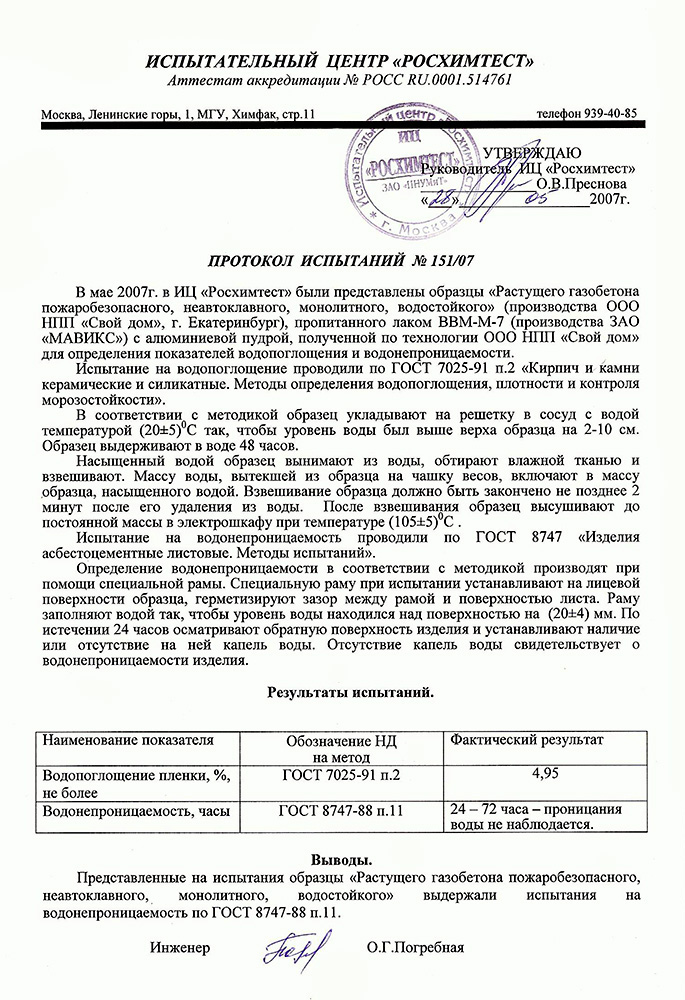 ИСПЫТАТЕЛЬНЫЙ ЦЕНТР «РОСХИМТЕСТ»
Аттестат аккредитации № РОСС RU.0001.514761
Москва, Ленинские горы, 1, МГУ, Химфак, стр.11 телефон 939-40-85
Испытательный центр «Росхимтест»
ИЦ
«РОСХИМТЕСТ»
г. Москва
УТВЕРЖДАЮ
Руководитель ИЦ «Росхимтест»
О.В.Преснова
«28» 05 2007г.
ПРОТОКОЛ ИСПЫТАНИЙ № 151/07
В мае 2007г. в ИЦ «Росхимтест» были представлены образцы «Растущего газобетона
пожаробезопасного, неавтоклавного, монолитного, водостойкого» (производства ООО
НПП «Свой дом», г. Екатеринбург), пропитанного лаком ВВМ-М-7 (производства ЗАО
«МАВИКС») с алюминиевой пудрой, полученной по технологии ООО НПП «Свой дом»
для определения показателей водопоглощения и водонепроницаемости.
Испытание на водопоглощение проводили по ГОСТ 7025-91 п.2 «Кирпич и камни
керамические и силикатные. Методы определения водопоглощения, плотности и контроля
морозостойкости».
В соответствии с методикой образец укладывают на решетку в сосуд с водой
температурой (20±5)⁰С так, чтобы уровень воды был выше верха образца на 2-10 см.
Образец выдерживают в воде 48 часов.
Насыщенный водой образец вынимают из воды, обтирают влажной тканью и
взвешивают. Массу воды, вытекшей из образца на чашку весов, включают в массу
образца, насыщенного водой. Взвешивание образца должно быть закончено не позднее 2
минут после его удаления из воды. После взвешивания образец высушивают до
постоянной массы в электрошкафу при температуре (105±5)⁰С .
Испытание на водонепроницаемость проводили по ГОСТ 8747 «Изделия
асбестоцементные листовые. Методы испытаний».
Определение водонепроницаемости в соответствии с методикой производят при
помощи специальной рамы. Специальную раму при испытании устанавливают на лицевой
поверхности образца, герметизируют зазор между рамой и поверхностью листа. Раму
заполняют водой так, чтобы уровень воды находился над поверхностью на (20±4) мм. По
истечении 24 часов осматривают обратную поверхность изделия и устанавливают наличие
или отсутствие на ней капель воды. Отсутствие капель воды свидетельствует о
водонепроницаемости изделия.
Результаты испытаний.
Наименование показателя Обозначение НД Фактический результат
на метод
Водопоглощение пленки, %, ГОСТ 7025-91 п.2 4,95
не более
Водонепроницаемость, часы ГОСТ 8747-88 п.11 24 – 72 часа – проницания
воды не наблюдается.
Выводы.
Представленные на испытания образцы «Растущего газобетона пожаробезопасного,
неавтоклавного, монолитного, водостойкого» выдержали испытания на
водонепроницаемость по ГОСТ 8747-88 п.11.
Инженер О.Г.Погребная